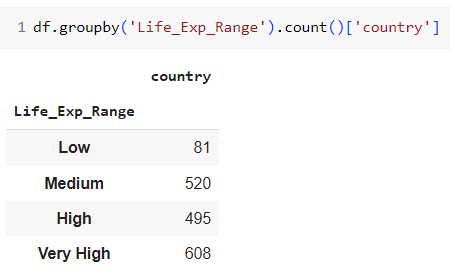 1 df.groupby('Life_Exp_Range').count()['country']
country
Life_Exp_Range
Low 81
Medium 520
High 495
Very High 608